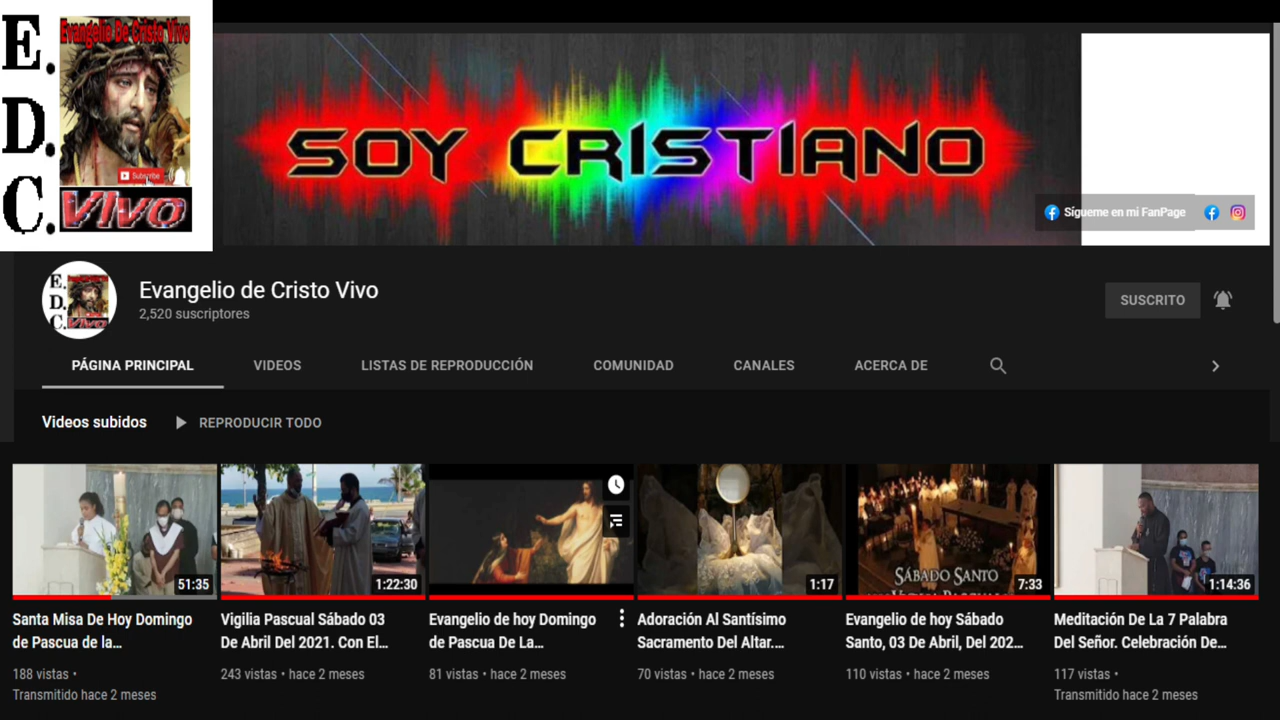 E.
D.
C.
Evangelio De Cristo Vivo
Subscribe
Vivo
SOY CRISTIANO
Sígueme en mi FanPage
E.
D.
C.
Vivo
Evangelio de Cristo Vivo
2,520 suscriptores
SUSCRITO
PÁGINA PRINCIPAL VIDEOS LISTAS DE REPRODUCCIÓN COMUNIDAD CANALES ACERCA DE
Videos subidos REPRODUCIR TODO
SÁBADO SANTO
51:35 1:22:30 1:17 7:33 1:14:36
Santa Misa De Hoy Domingo
de Pascua de la...
188 vistas •
Transmitido hace 2 meses
Vigilia Pascual Sábado 03
De Abril Del 2021. Con El...
243 vistas • hace 2 meses
Evangelio de hoy Domingo
de Pascua De La...
81 vistas • hace 2 meses
Adoración Al Santísimo
Sacramento Del Altar....
70 vistas • hace 2 meses
Evangelio de hoy Sábado
Santo, 03 De Abril, Del 202...
110 vistas • hace 2 meses
Meditación De La 7 Palabra
Del Señor. Celebración De...
117 vistas •
Transmitido hace 2 meses